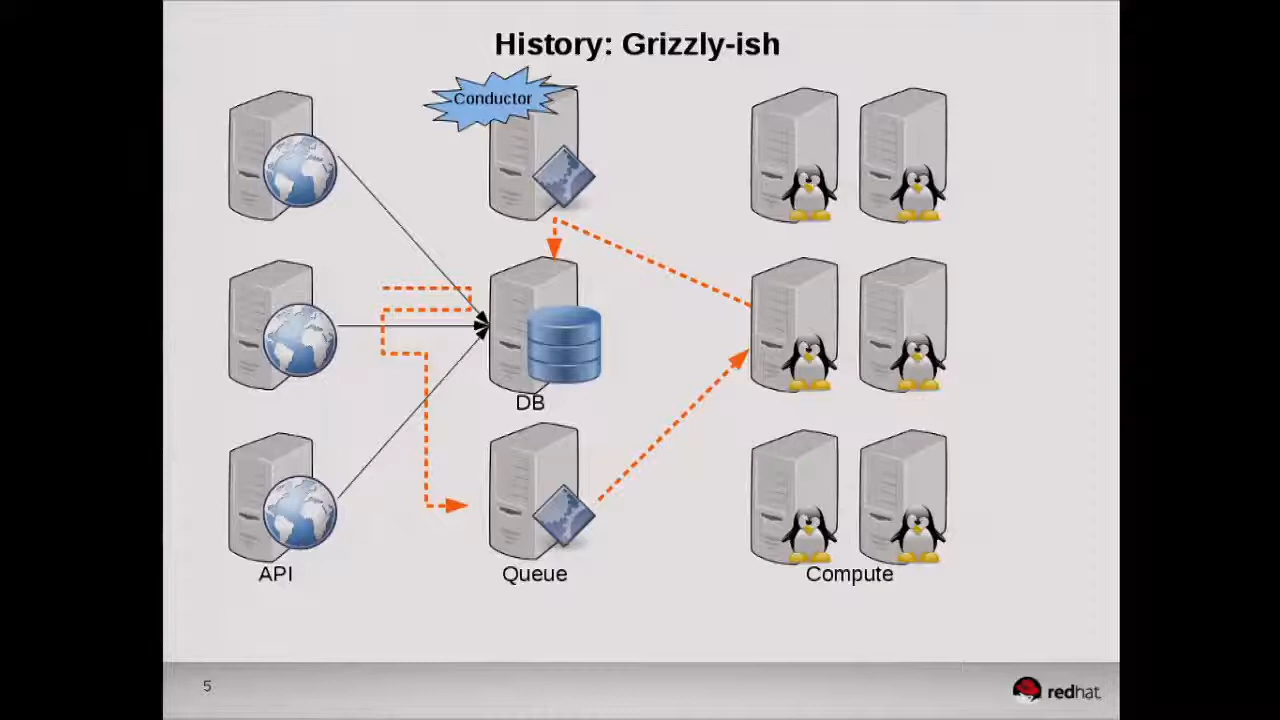 History: Grizzly-ish
Conductor
DB
API
Queue
Compute
5
redhat